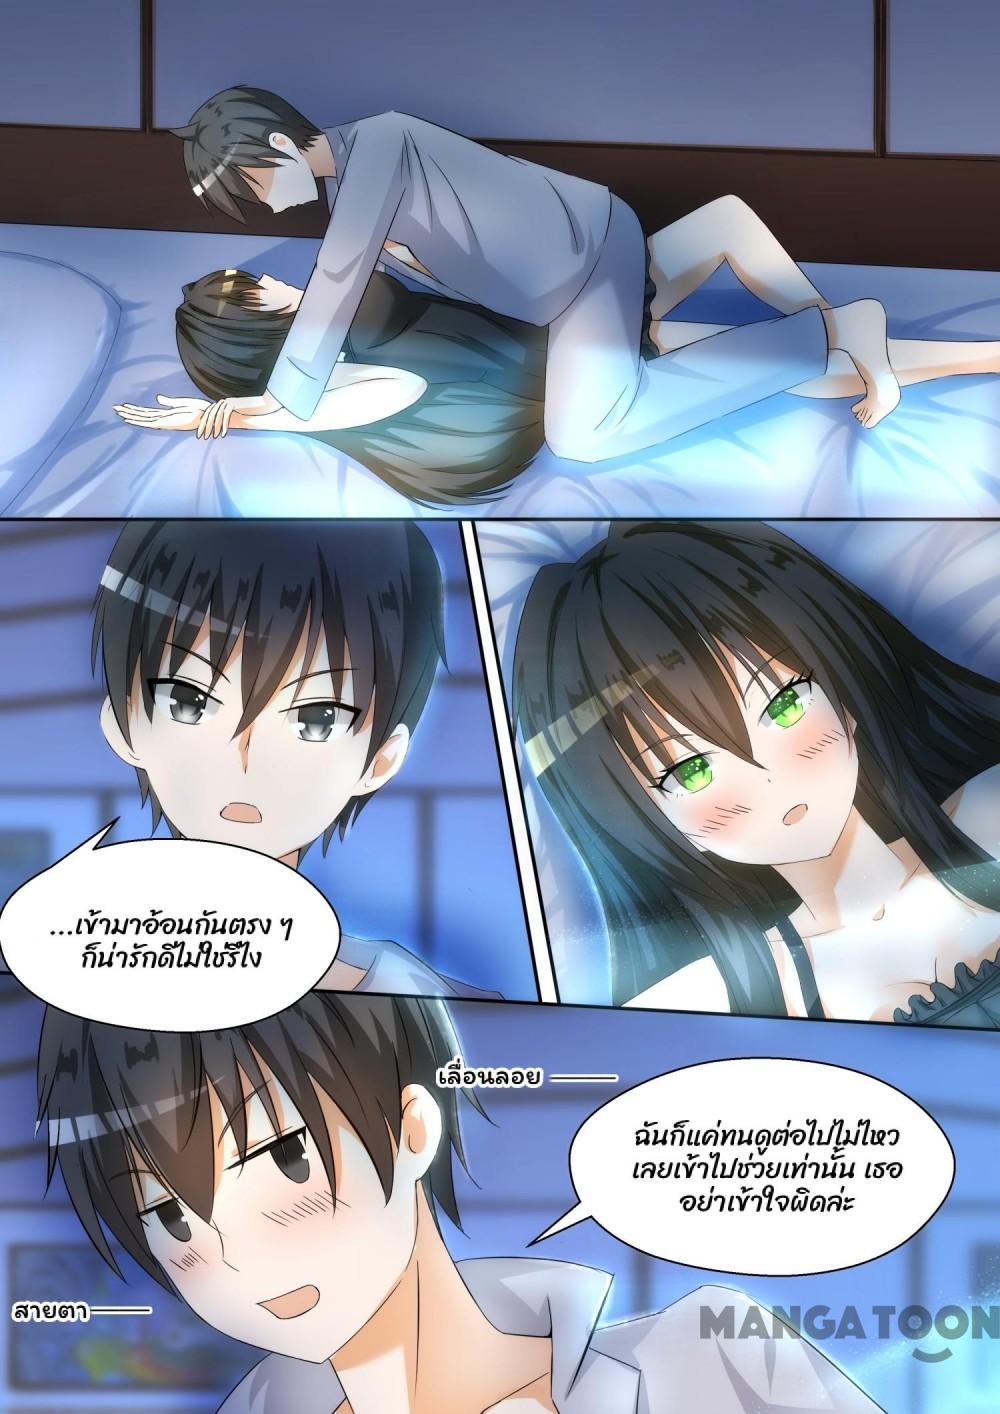 ...เข้ามาอ้อนกันตรง ๆ
ก็น่ารักดีไม่ใช่รึไง
เลื่อนลอย
ฉันก็แค่ทนดูต่อไปไม่ไหว
เลยเข้าไปช่วยเท่านั้น เธอ
อย่าเข้าใจผิดล่ะ
สายตา
MANGATOON